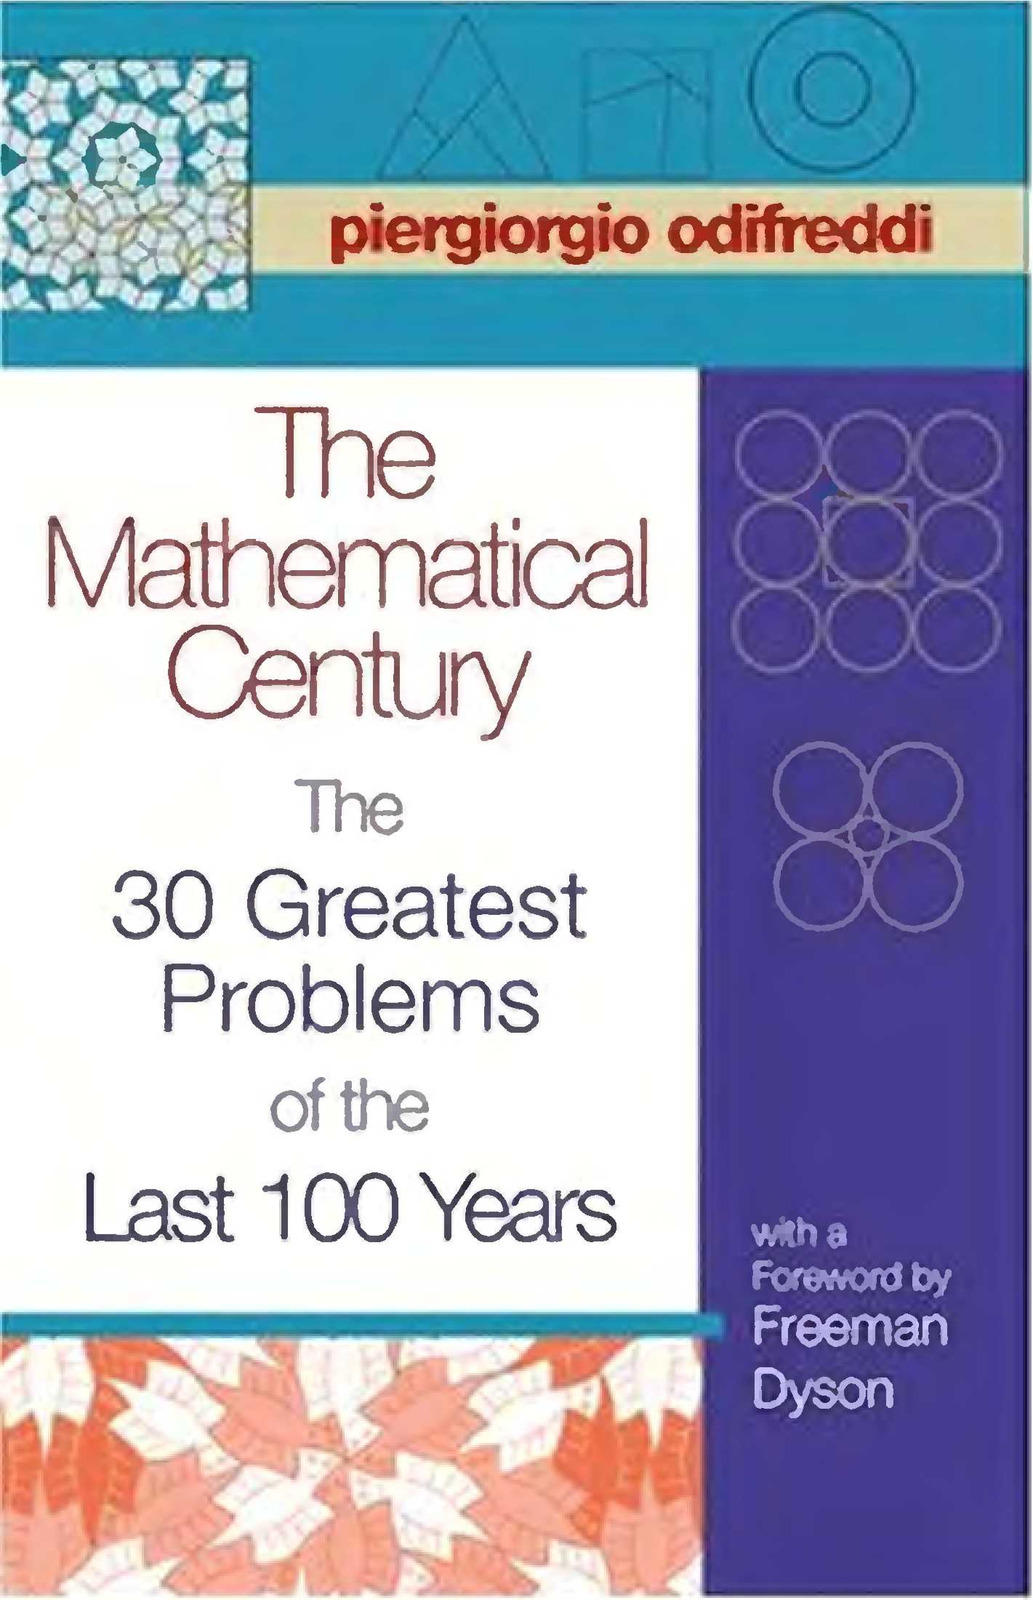 piergiorgio odifreddi
The
Mathematical
Century
The
30 Greatest
Problems
of the
Last 100 Years
with a
Foreword by
Freeman
Dyson